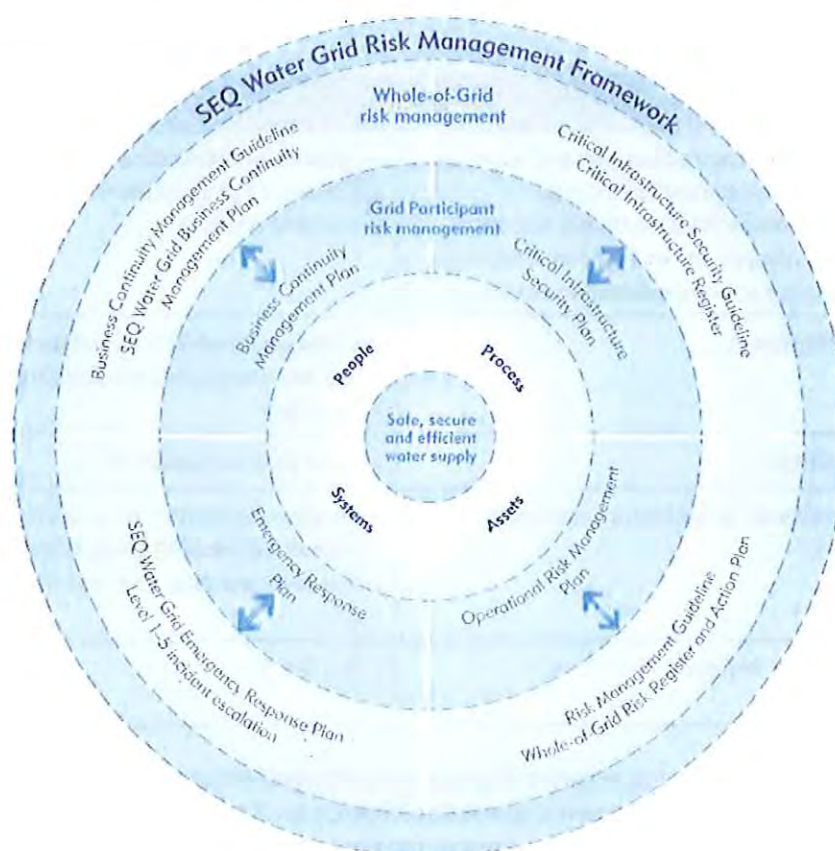 SEQ Water Grid Risk Management Framework
Whole-of-Grid
risk management
Business Continuity Management Guideline
SEQ Water Grid Business Continuity
Management Plan
Critical Infrastructure Security Guideline
Critical Infrastructure Register
Grid Participant
risk management
Business Continuity
Management Plan
Critical Infrastructure
Security Plan
People
Process
Safe, secure
and efficient
water supply
Systems
Assets
Emergency Response
Plan
Operational Risk Management
Plan
SEQ Water Grid Emergency Response Plan
Level 1–5 incident escalation
Risk Management Guideline
Whole-of-Grid Risk Register and Action Plan